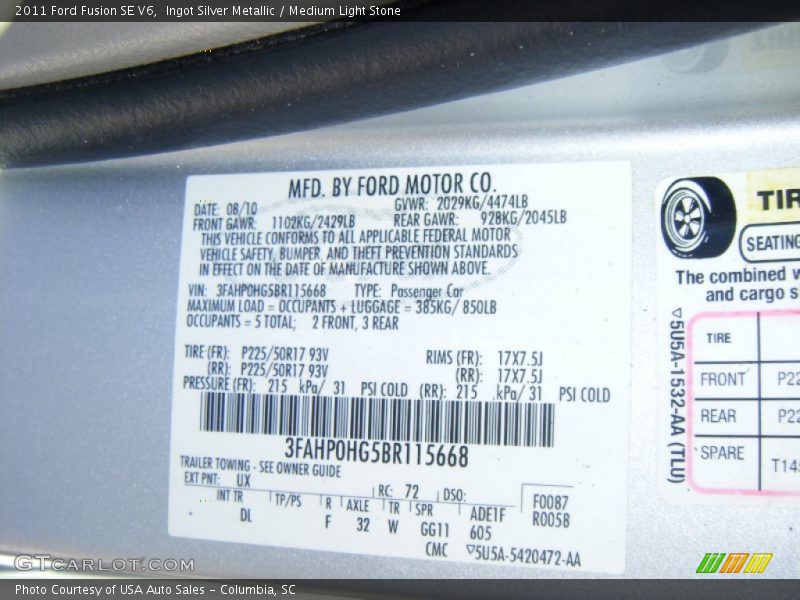 2011 Ford Fusion SE V6,  Ingot Silver Metallic / Medium Light Stone
MFD. BY FORD MOTOR CO.
DATE: 08/10 GVWR: 2029KG/4474LB
FRONT GAWR: 1102KG/2429LB REAR GAWR: 928KG/2045LB
THIS VEHICLE CONFORMS TO ALL APPLICABLE FEDERAL MOTOR
VEHICLE SAFETY, BUMPER, AND THEFT PREVENTION STANDARDS
IN EFFECT ON THE DATE OF MANUFACTURE SHOWN ABOVE.
VIN: 3FAHP0HG5BR115668 TYPE: Passenger Car
MAXIMUM LOAD = OCCUPANTS + LUGGAGE = 385KG/ 850LB
OCCUPANTS = 5 TOTAL; 2 FRONT, 3 REAR
TIRE (FR): P225/50R17 93V RIMS (FR): 17X7.5J
(RR): P225/50R17 93V (RR): 17X7.5J
PRESSURE (FR): 215 kPa/ 31 PSI COLD (RR): 215 kPa/ 31 PSI COLD
3FAHP0HG5BR115668
TRAILER TOWING - SEE OWNER GUIDE
EXT PNT: UX RC: 72 DSO: F0087
INT TR TP/PS R AXLE TR SPR ADE1F R0058
DL F 32 W GG11 605
CMC ▽5U5A-5420472-AA
TIR
SEATING
The combined w
and cargo s
▽5U5A-1532-AA (TLU)
TIRE
FRONT P22
REAR P22
SPARE T145
GTCARLOT.COM
Photo Courtesy of USA Auto Sales – Columbia, SC